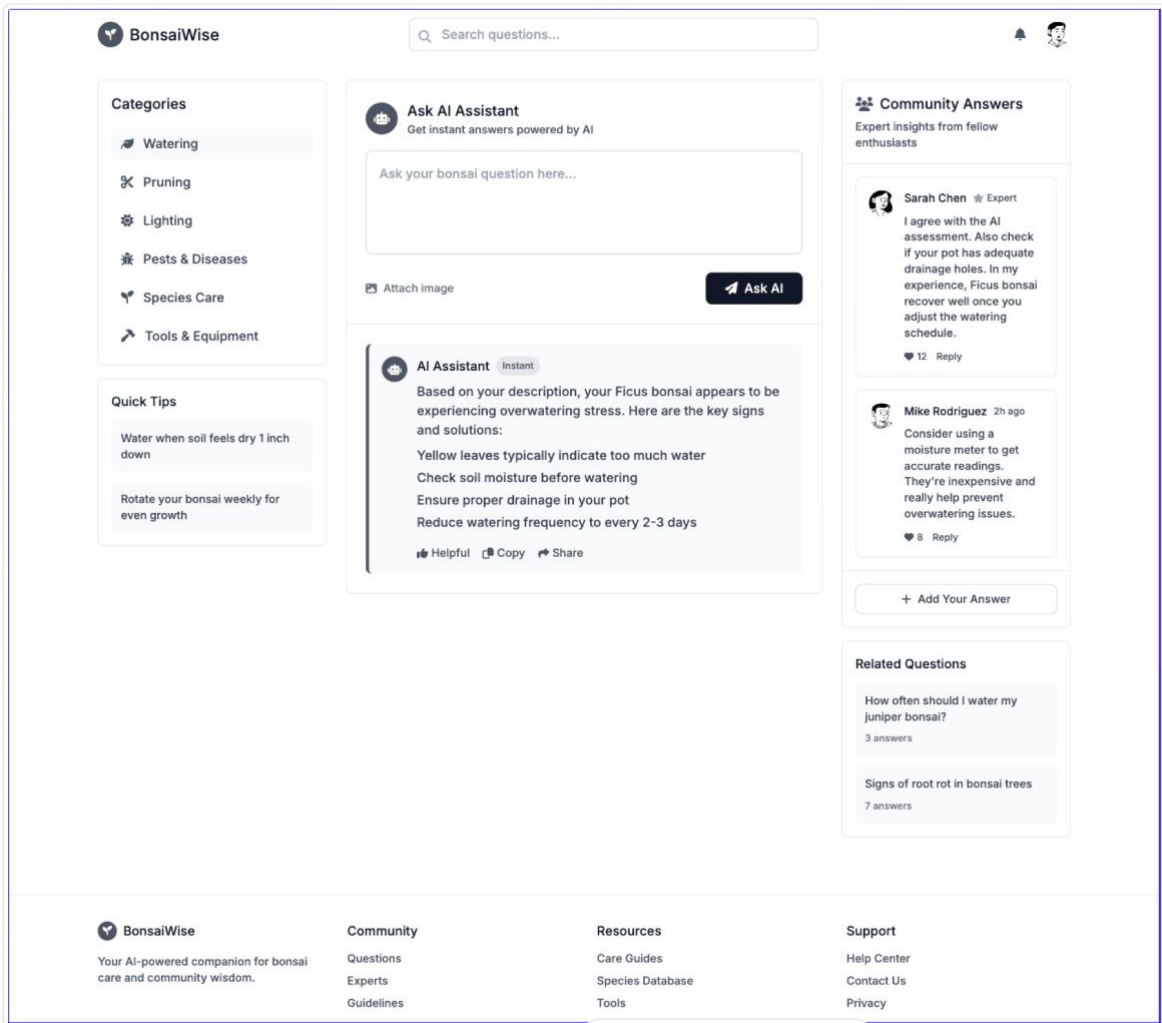 BonsaiWise
Search questions...
Categories
Watering
Pruning
Lighting
Pests & Diseases
Species Care
Tools & Equipment
Quick Tips
Water when soil feels dry 1 inch
down
Rotate your bonsai weekly for
even growth
Ask AI Assistant
Get instant answers powered by AI
Ask your bonsai question here...
Attach image
Ask AI
AI Assistant Instant
Based on your description, your Ficus bonsai appears to be
experiencing overwatering stress. Here are the key signs
and solutions:
Yellow leaves typically indicate too much water
Check soil moisture before watering
Ensure proper drainage in your pot
Reduce watering frequency to every 2-3 days
Helpful Copy Share
Community Answers
Expert insights from fellow
enthusiasts
Sarah Chen Expert
I agree with the AI
assessment. Also check
if your pot has adequate
drainage holes. In my
experience, Ficus bonsai
recover well once you
adjust the watering
schedule.
12 Reply
Mike Rodriguez 2h ago
Consider using a
moisture meter to get
accurate readings.
They're inexpensive and
really help prevent
overwatering issues.
8 Reply
+ Add Your Answer
Related Questions
How often should I water my
juniper bonsai?
3 answers
Signs of root rot in bonsai trees
7 answers
BonsaiWise
Your AI-powered companion for bonsai
care and community wisdom.
Community
Questions
Experts
Guidelines
Resources
Care Guides
Species Database
Tools
Support
Help Center
Contact Us
Privacy